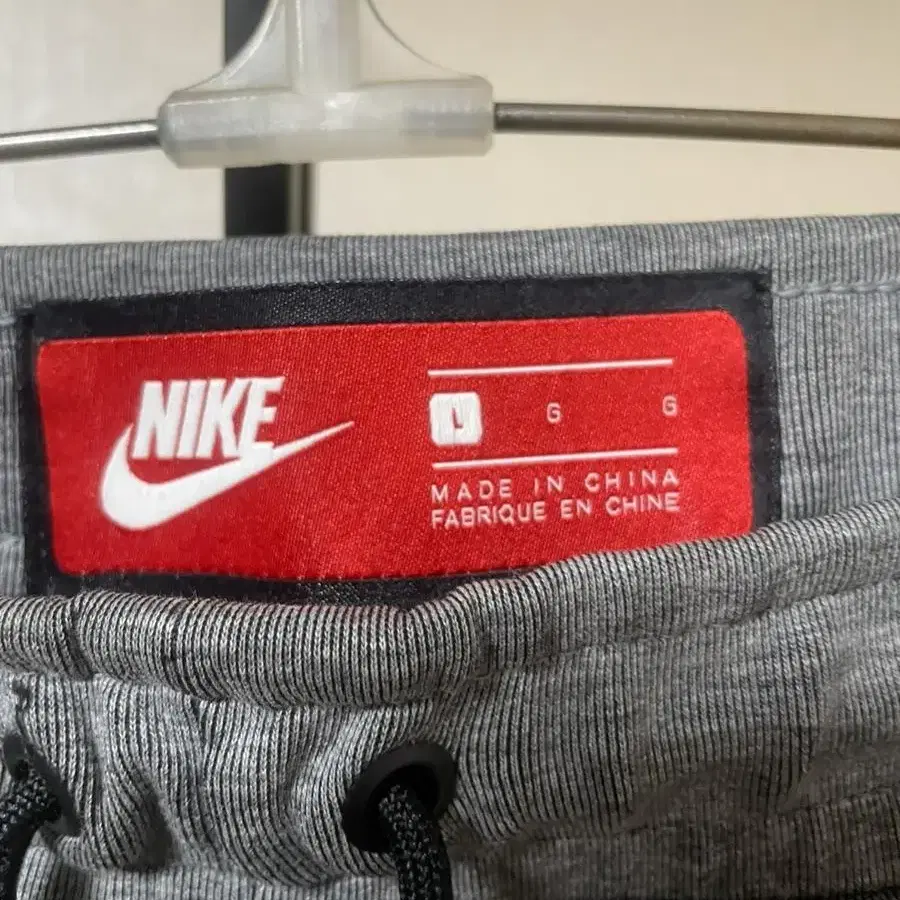 NIKE
L G G
MADE IN CHINA
FABRIQUE EN CHINE